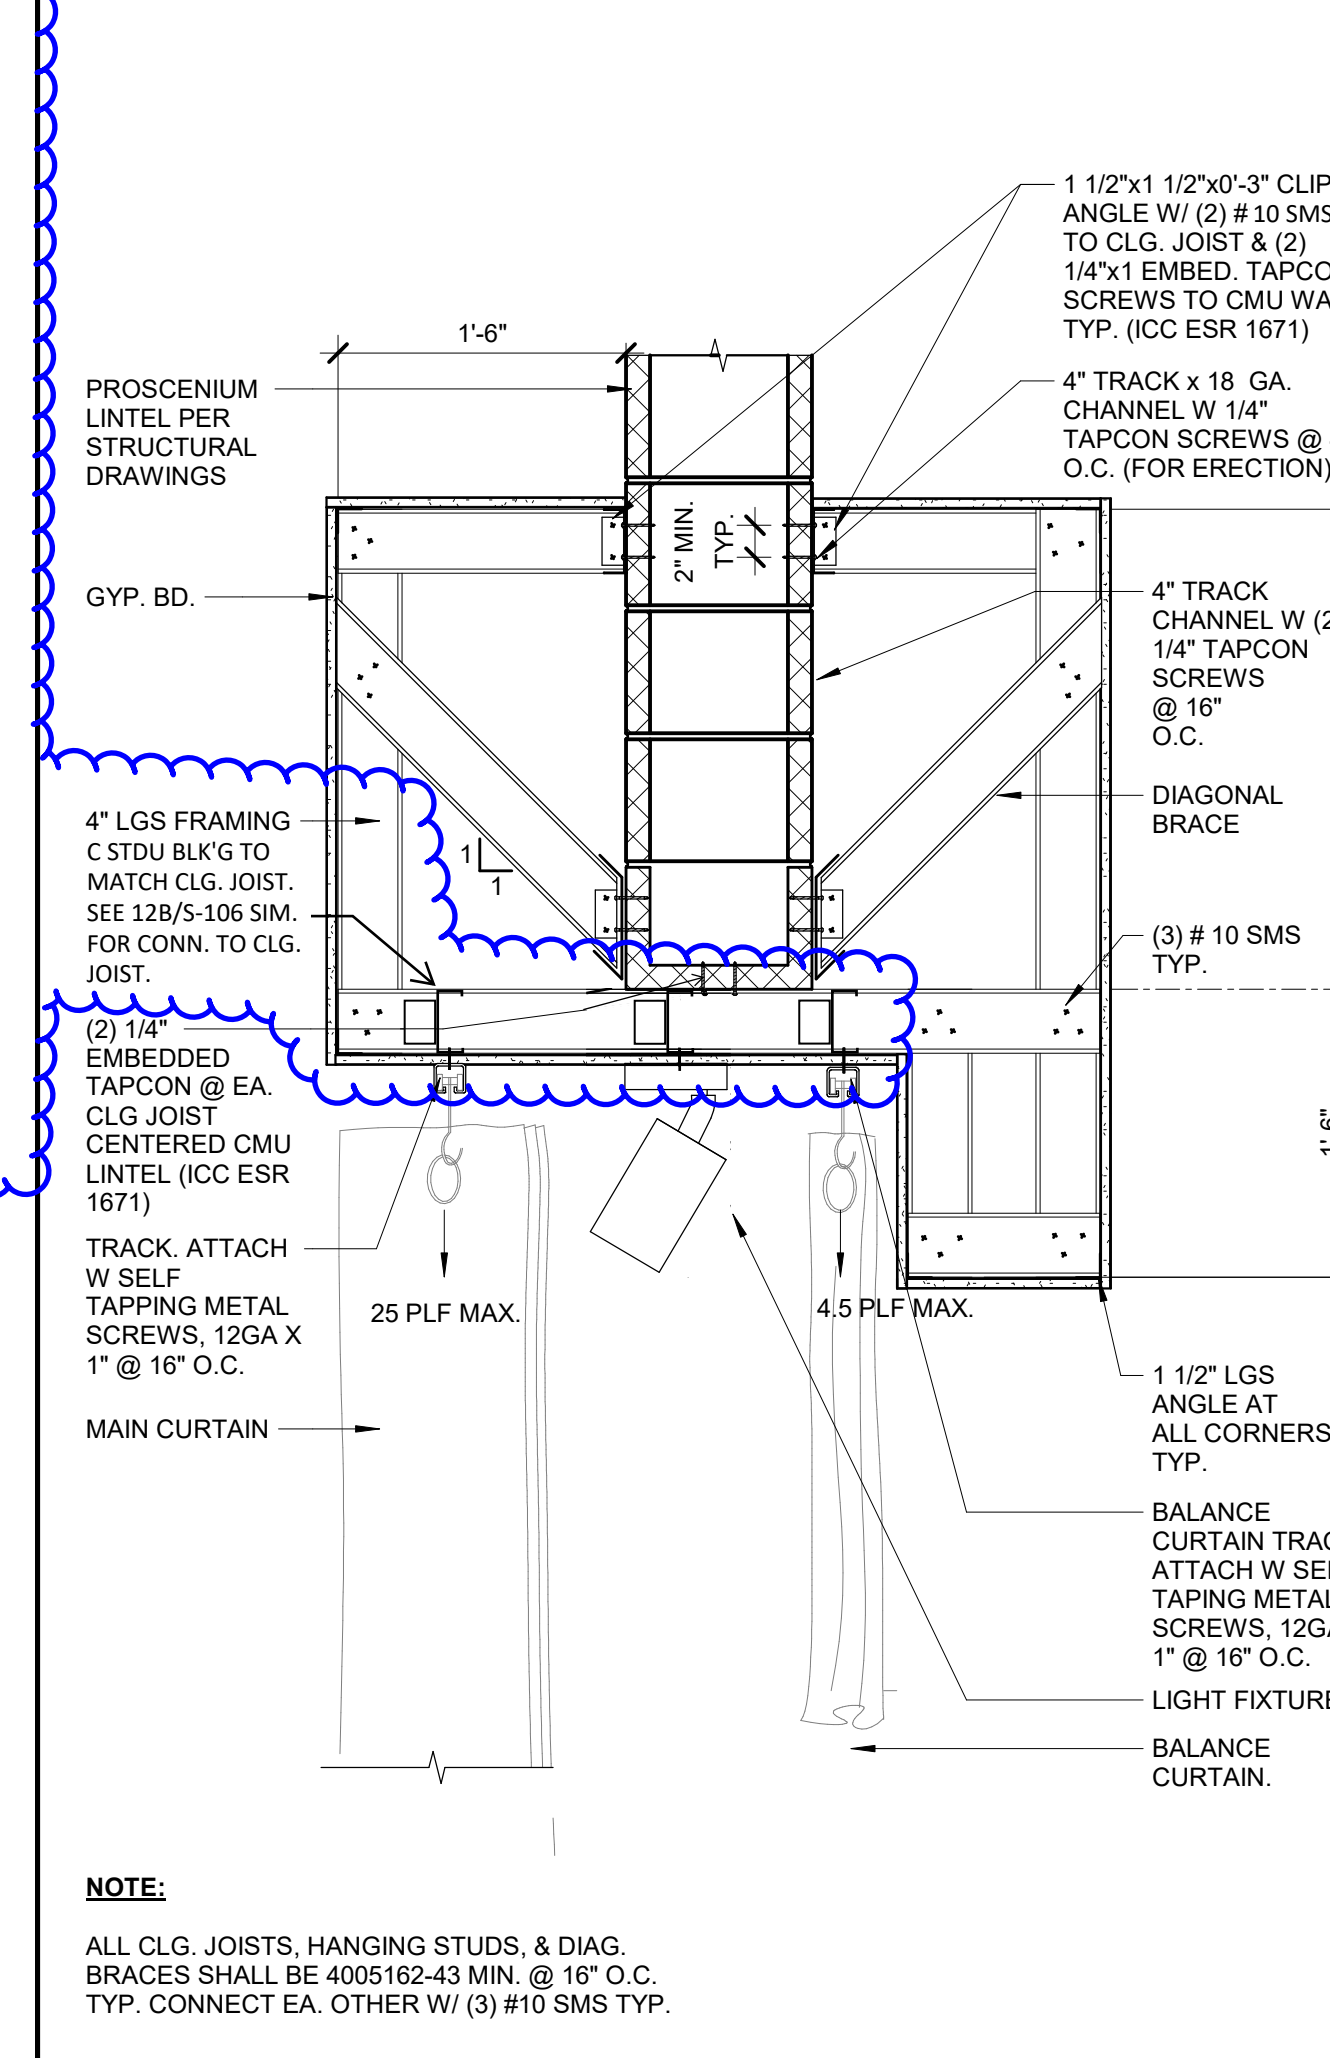 1 1/2"x1 1/2"x0'-3" CLIP
ANGLE W/ (2) # 10 SMS
TO CLG. JOIST & (2)
1/4"x1 EMBED. TAPCO
SCREWS TO CMU WA
TYP. (ICC ESR 1671)
1'-6"
PROSCENIUM
LINTEL PER
STRUCTURAL
DRAWINGS
4" TRACK x 18 GA.
CHANNEL W 1/4"
TAPCON SCREWS @
O.C. (FOR ERECTION)
2" MIN.
TYP.
GYP. BD.
4" TRACK
CHANNEL W (2
1/4" TAPCON
SCREWS
@ 16"
O.C.
DIAGONAL
BRACE
4" LGS FRAMING
C STDU BLK'G TO
MATCH CLG. JOIST.
SEE 12B/S-106 SIM.
FOR CONN. TO CLG.
JOIST.
1
1
(3) # 10 SMS
TYP.
(2) 1/4"
EMBEDDED
TAPCON @ EA.
CLG JOIST
CENTERED CMU
LINTEL (ICC ESR
1671)
1'-6"
TRACK. ATTACH
W SELF
TAPPING METAL
SCREWS, 12GA X
1" @ 16" O.C.
25 PLF MAX.
4.5 PLF MAX.
1 1/2" LGS
ANGLE AT
ALL CORNERS
TYP.
MAIN CURTAIN
BALANCE
CURTAIN TRAC
ATTACH W SEL
TAPING METAL
SCREWS, 12GA
1" @ 16" O.C.
LIGHT FIXTURE
BALANCE
CURTAIN.
NOTE:
ALL CLG. JOISTS, HANGING STUDS, & DIAG.
BRACES SHALL BE 4005162-43 MIN. @ 16" O.C.
TYP. CONNECT EA. OTHER W/ (3) #10 SMS TYP.